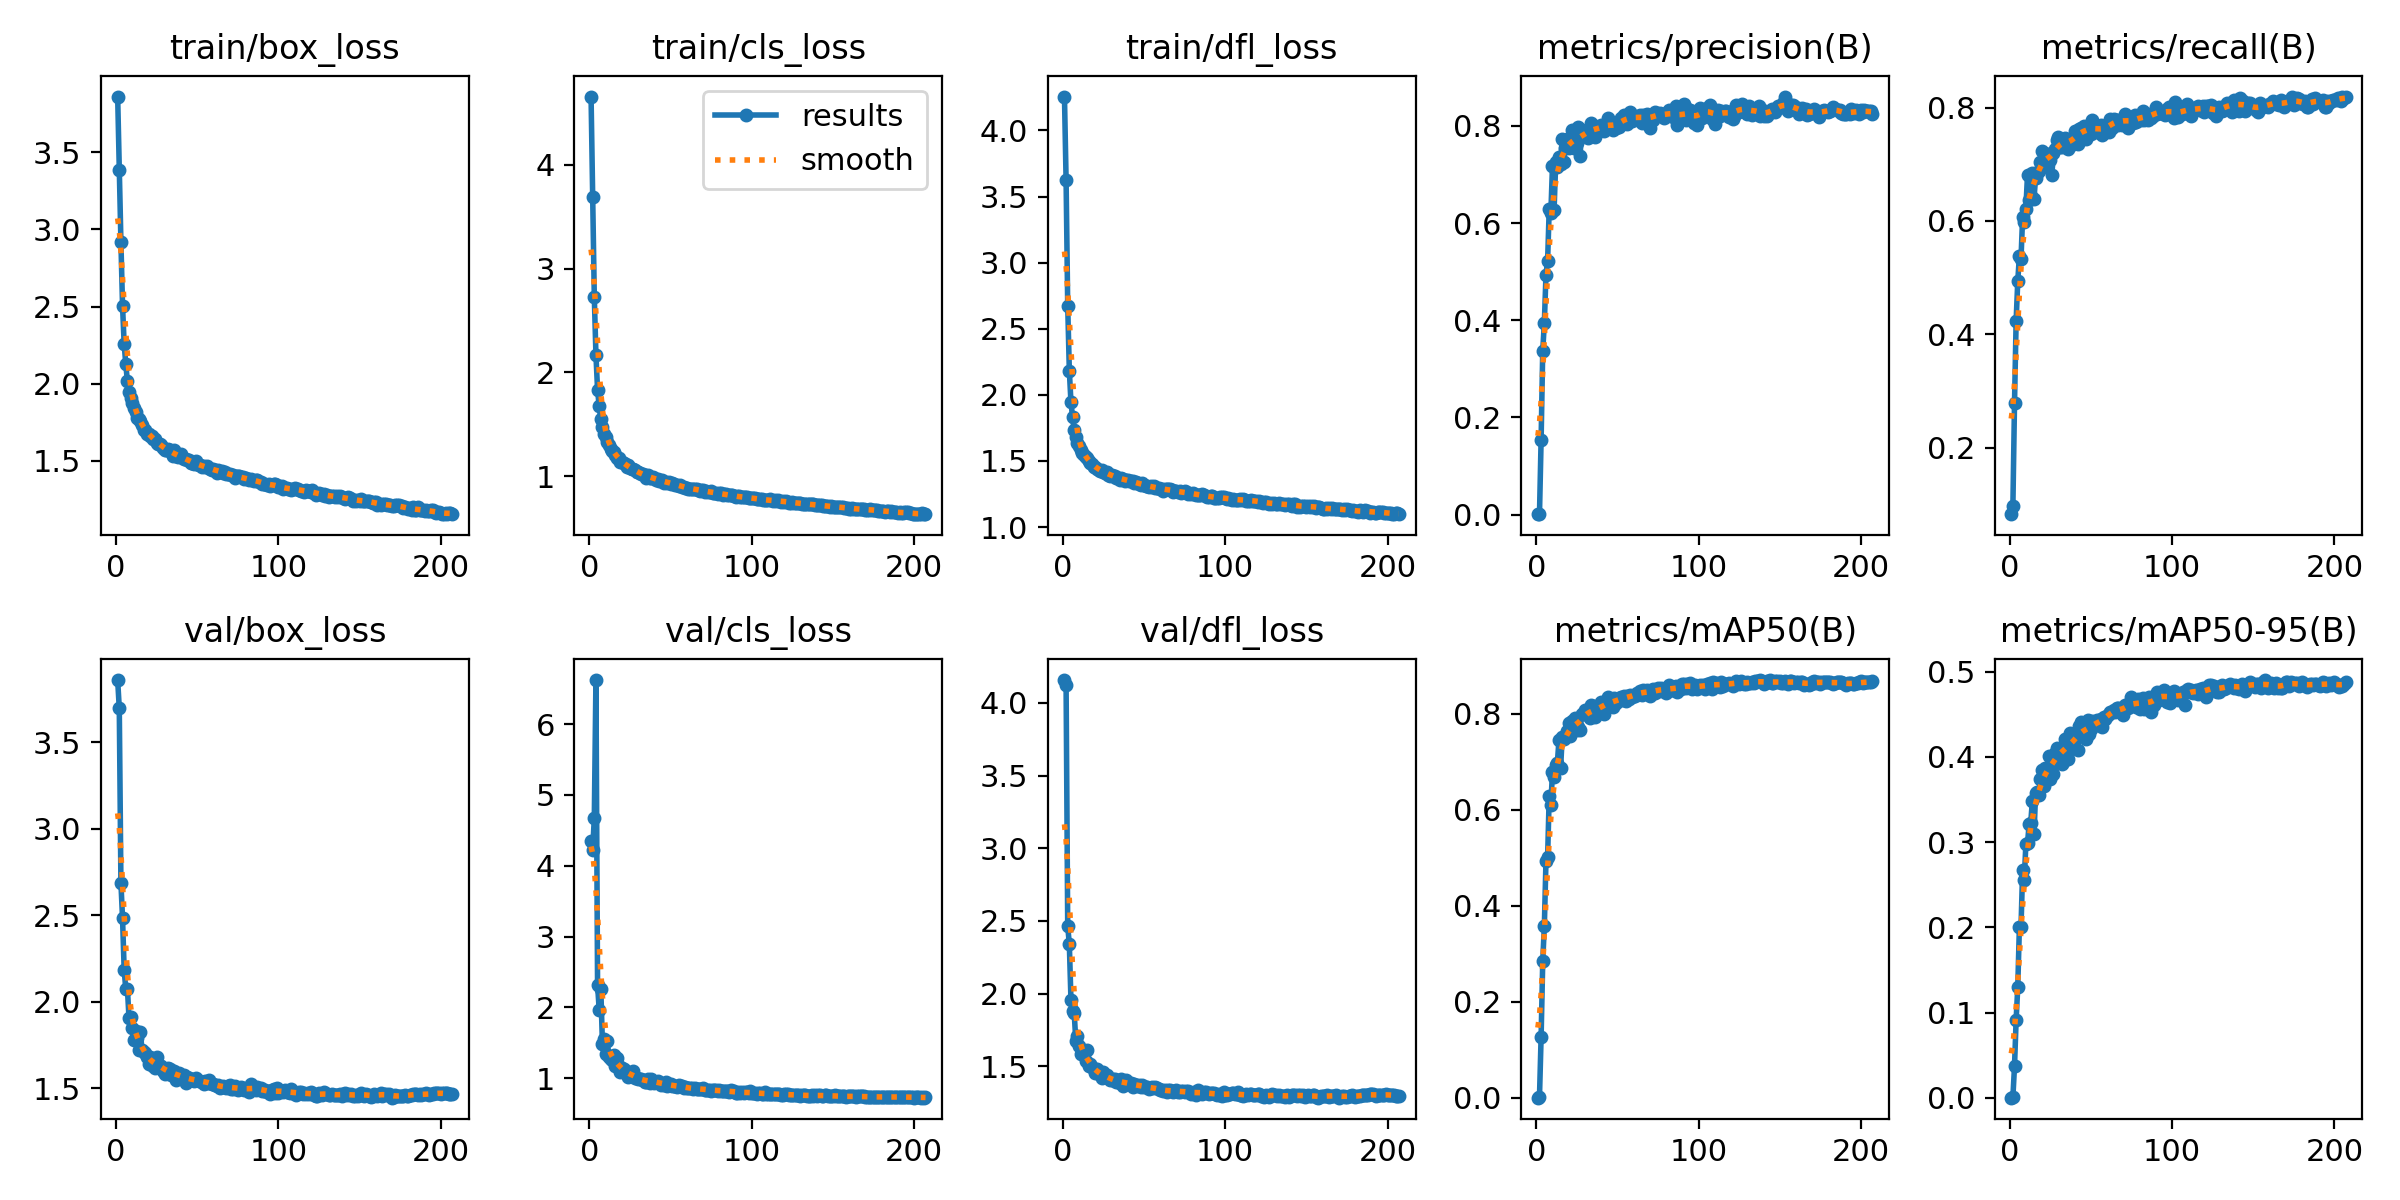 train/box_loss
3.5
3.0
2.5
2.0
1.5
0 100 200
train/cls_loss
results
smooth
4
3
2
1
0 100 200
train/dfl_loss
4.0
3.5
3.0
2.5
2.0
1.5
1.0
0 100 200
metrics/precision(B)
0.8
0.6
0.4
0.2
0.0
0 100 200
metrics/recall(B)
0.8
0.6
0.4
0.2
0 100 200
val/box_loss
3.5
3.0
2.5
2.0
1.5
0 100 200
val/cls_loss
6
5
4
3
2
1
0 100 200
val/dfl_loss
4.0
3.5
3.0
2.5
2.0
1.5
0 100 200
metrics/mAP50(B)
0.8
0.6
0.4
0.2
0.0
0 100 200
metrics/mAP50-95(B)
0.5
0.4
0.3
0.2
0.1
0.0
0 100 200